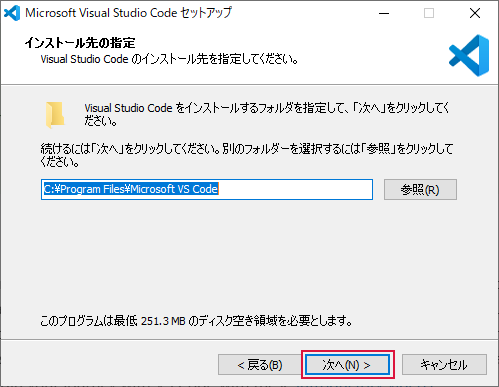 Microsoft Visual Studio Code セットアップ
インストール先の指定
Visual Studio Code のインストール先を指定してください。
Visual Studio Code をインストールするフォルダを指定して、「次へ」をクリックしてく
ださい。
続けるには「次へ」をクリックしてください。別のフォルダーを選択するには「参照」をクリックして
ください。
C:¥Program Files¥Microsoft VS Code
参照(R)
このプログラムは最低 251.3 MB のディスク空き領域を必要とします。
< 戻る(B)
次へ(N) >
キャンセル